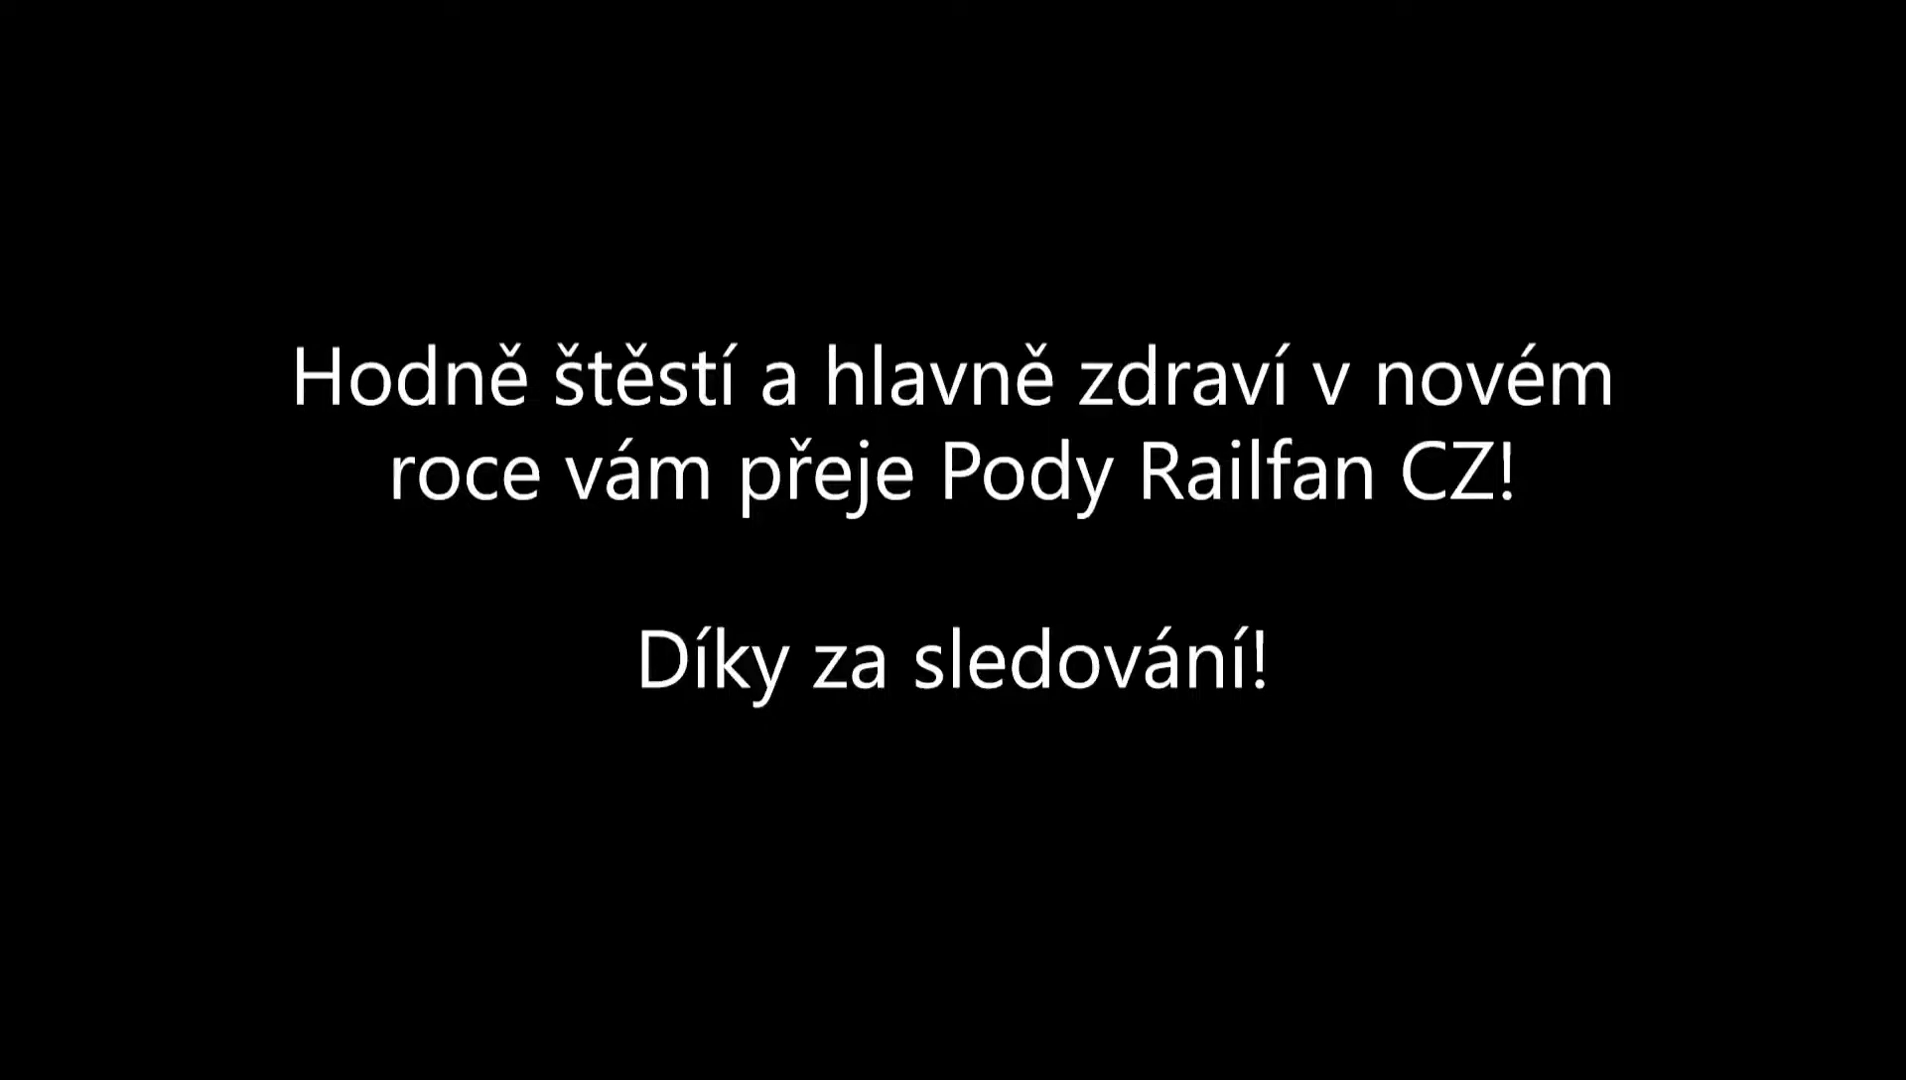 Hodně štěstí a hlavně zdraví v novém
roce vám přeje Pody Railfan CZ!
Díky za sledování!